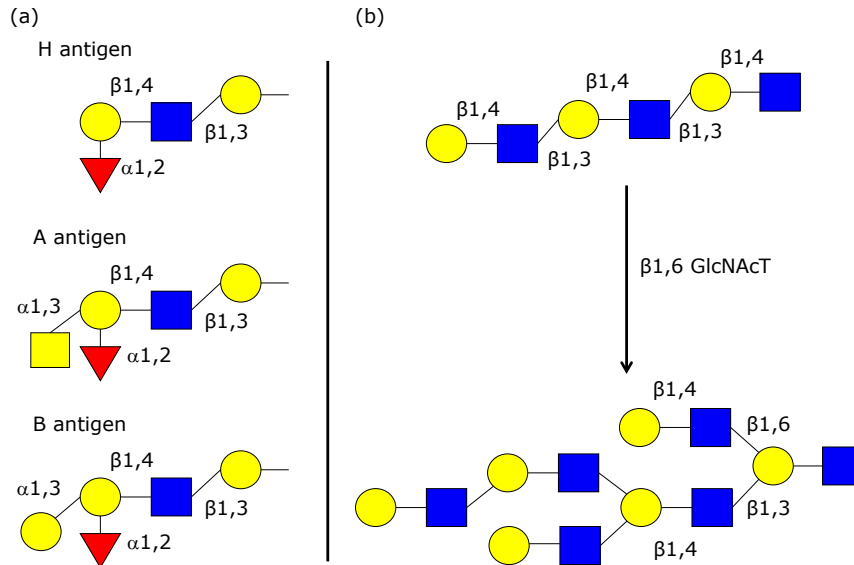 (a)
H antigen
β1,4
β1,3
α1,2
A antigen
β1,4
α1,3
β1,3
α1,2
B antigen
β1,4
α1,3
β1,3
α1,2
(b)
β1,4
β1,4
β1,4
β1,3
β1,3
β1,6 GlcNAcT
β1,4
β1,6
β1,3
β1,4